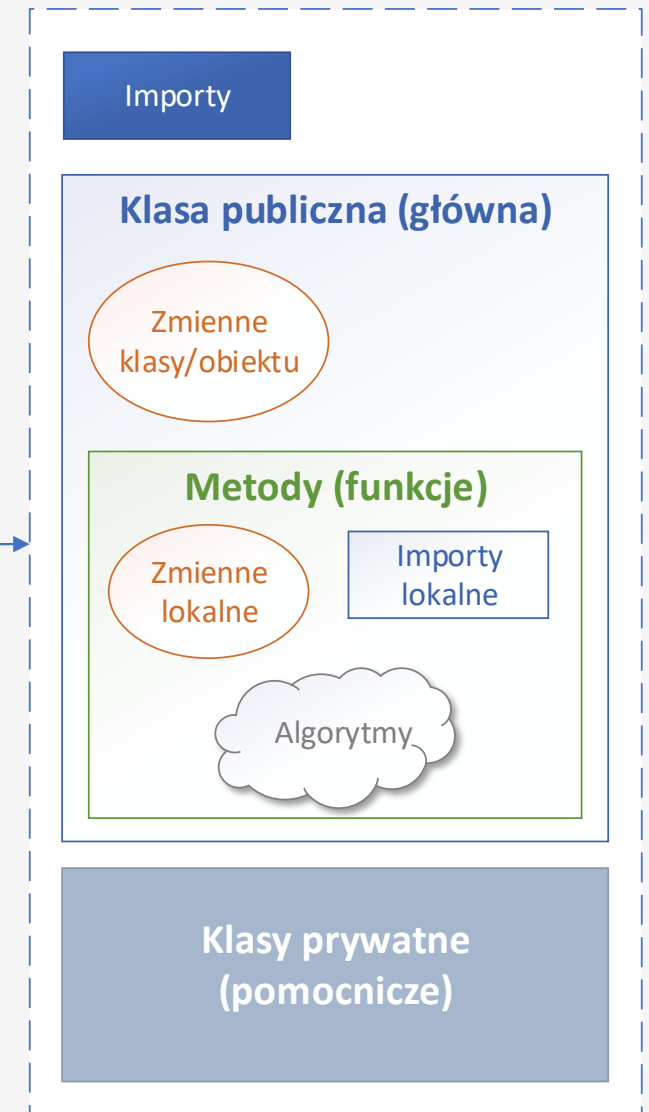 Importy
Klasa publiczna (główna)
Zmienne
klasy/obiektu
Metody (funkcje)
Zmienne
lokalne
Importy
lokalne
Algorytmy
Klasy prywatne
(pomocnicze)